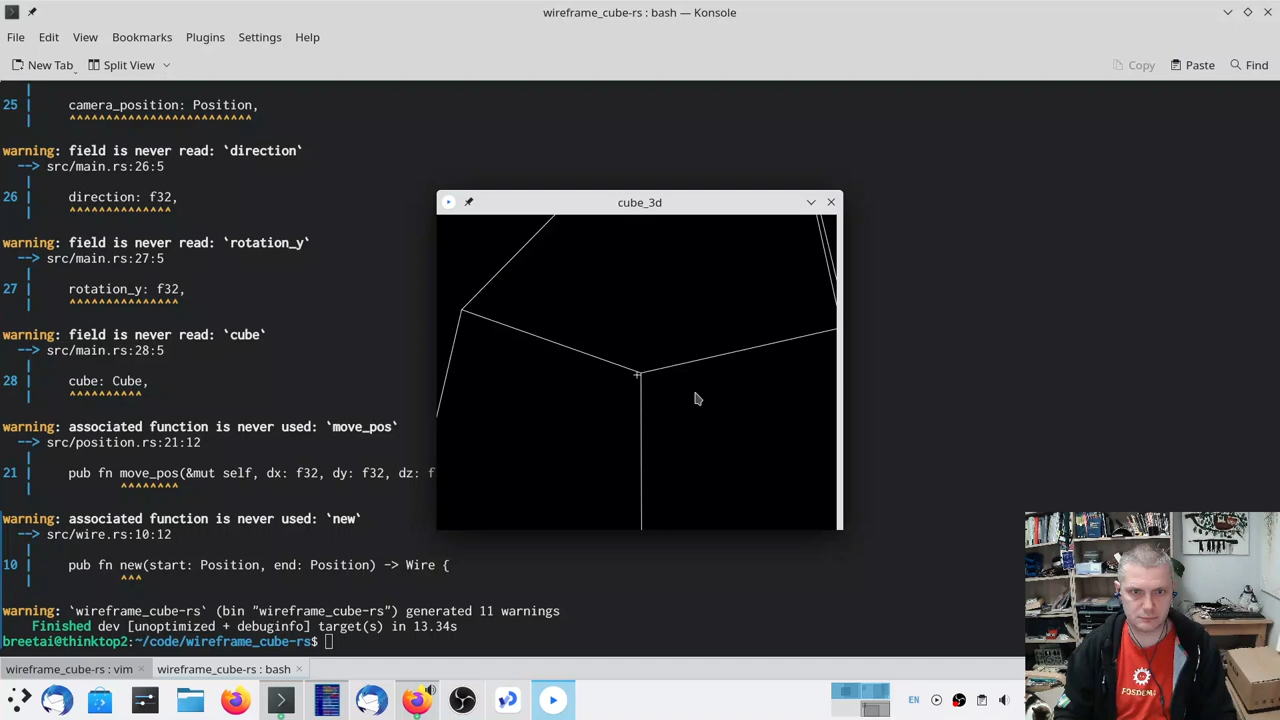 wireframe_cube-rs : bash — Konsole
File Edit View Bookmarks Plugins Settings Help
New Tab Split View Copy Paste Find
25 | camera_position: Position,
| ^^^^^^^^^^^^^^^^^^^^^^^^^
warning: field is never read: `direction`
--> src/main.rs:26:5
|
26 | direction: f32,
| ^^^^^^^^^^^^^^
warning: field is never read: `rotation_y`
--> src/main.rs:27:5
|
27 | rotation_y: f32,
| ^^^^^^^^^^^^^^^
warning: field is never read: `cube`
--> src/main.rs:28:5
|
28 | cube: Cube,
| ^^^^^^^^^^
warning: associated function is never used: `move_pos`
--> src/position.rs:21:12
|
21 | pub fn move_pos(&mut self, dx: f32, dy: f32, dz: f
| ^^^^^^^^
warning: associated function is never used: `new`
--> src/wire.rs:10:12
|
10 | pub fn new(start: Position, end: Position) -> Wire {
| ^^^
warning: `wireframe_cube-rs` (bin "wireframe_cube-rs") generated 11 warnings
Finished dev [unoptimized + debuginfo] target(s) in 13.34s
breetai@thinktop2:~/code/wireframe_cube-rs$
cube_3d
wireframe_cube-rs : vim wireframe_cube-rs : bash
EN
FOSDEM